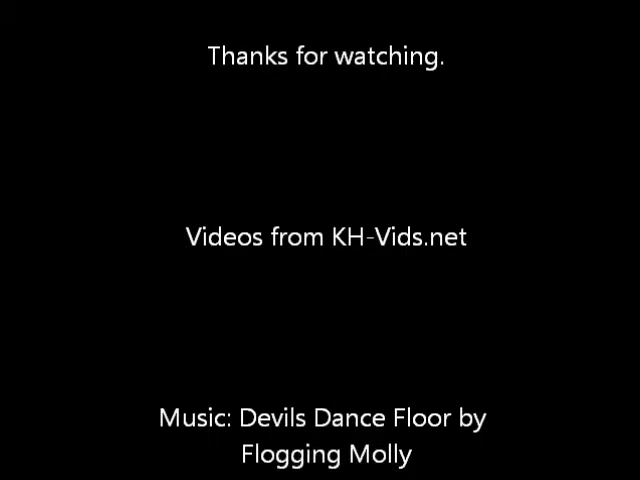 Thanks for watching.
Videos from KH-Vids.net
Music: Devils Dance Floor by
Flogging Molly